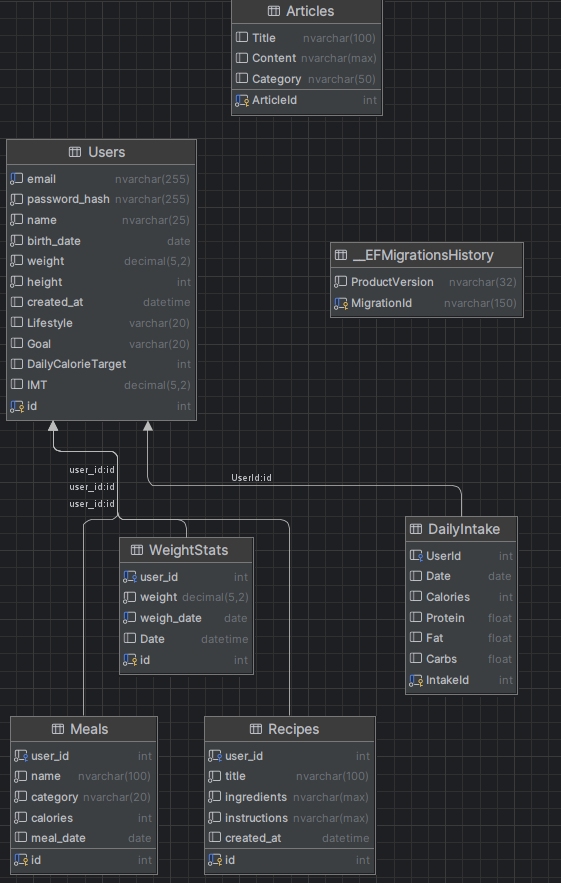 Articles
Title nvarchar(100)
Content nvarchar(max)
Category nvarchar(50)
ArticleId int
Users
email nvarchar(255)
password_hash nvarchar(255)
name nvarchar(25)
birth_date date
weight decimal(5,2)
height int
created_at datetime
Lifestyle varchar(20)
Goal varchar(20)
DailyCalorieTarget int
IMT decimal(5,2)
id int
__EFMigrationsHistory
ProductVersion nvarchar(32)
MigrationId nvarchar(150)
user_id:id
user_id:id
user_id:id
UserId:id
WeightStats
user_id int
weight decimal(5,2)
weigh_date date
Date datetime
id int
DailyIntake
UserId int
Date date
Calories int
Protein float
Fat float
Carbs float
IntakeId int
Meals
user_id int
name nvarchar(100)
category nvarchar(20)
calories int
meal_date date
id int
Recipes
user_id int
title nvarchar(100)
ingredients nvarchar(max)
instructions nvarchar(max)
created_at datetime
id int